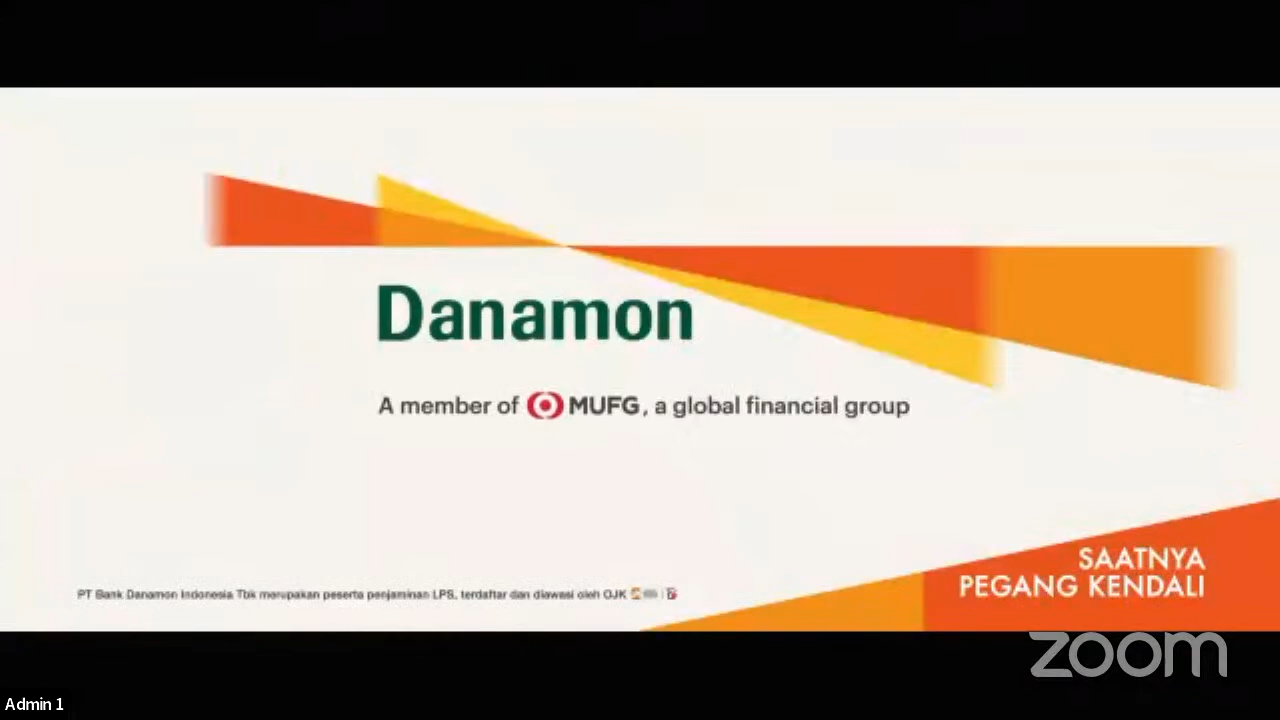 Danamon
A member of MUFG, a global financial group
SAATNYA
PEGANG KENDALI
PT Bank Danamon Indonesia Tbk merupakan peserta penjaminan LPS, terdaftar dan diawasi oleh OJK
zoom
Admin 1